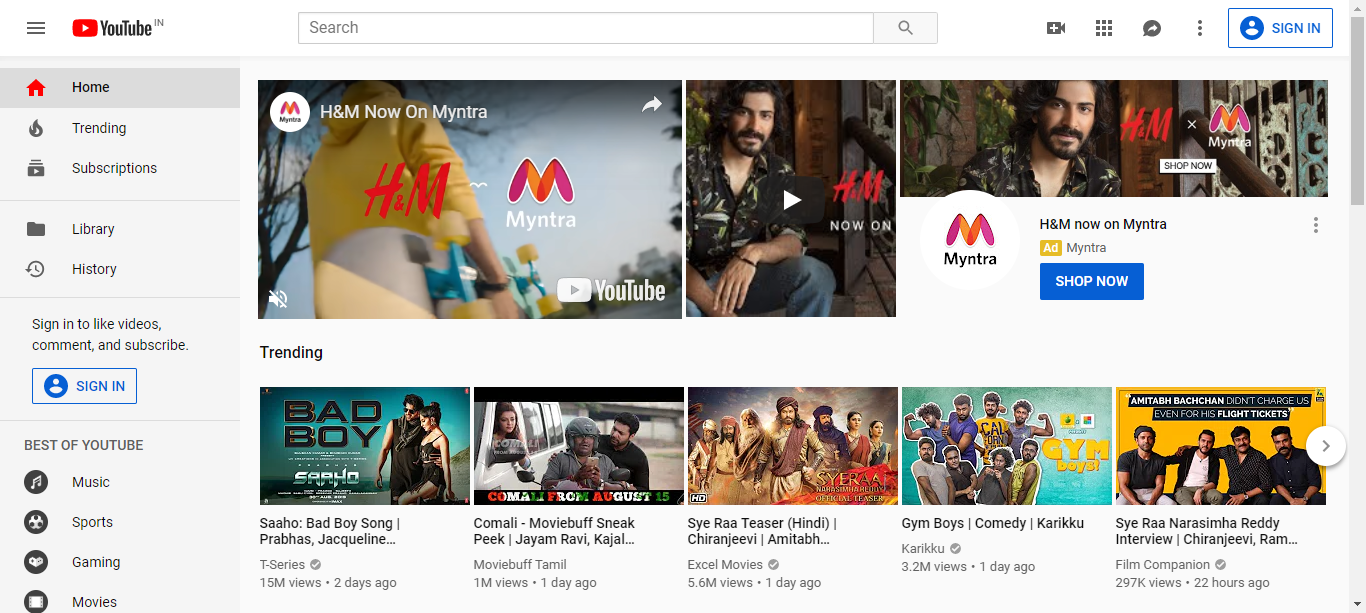 YouTube IN
Search
SIGN IN
Home
Trending
Subscriptions
Library
History
Sign in to like videos,
comment, and subscribe.
SIGN IN
BEST OF YOUTUBE
Music
Sports
Gaming
Movies
Myntra
H&M Now On Myntra
H&M
Myntra
YouTube
H&M
NOW ON
H&M × Myntra
SHOP NOW
Myntra
H&M now on Myntra
Ad Myntra
SHOP NOW
Trending
BAD
BOY
SAAHO
Saaho: Bad Boy Song |
Prabhas, Jacqueline...
T-Series
15M views • 2 days ago
COMALI
COMALI FROM AUGUST 15
Comali - Moviebuff Sneak
Peek | Jayam Ravi, Kajal...
Moviebuff Tamil
1M views • 1 day ago
HD
SYERAA
NARASIMHA REDDY
OFFICIAL TEASER
Sye Raa Teaser (Hindi) |
Chiranjeevi | Amitabh...
Excel Movies
5.6M views • 1 day ago
GYM
BOYS!
Gym Boys | Comedy | Karikku
Karikku
3.2M views • 1 day ago
"AMITABH BACHCHAN DIDN'T CHARGE US
EVEN FOR HIS FLIGHT TICKETS"
Sye Raa Narasimha Reddy
Interview | Chiranjeevi, Ram...
Film Companion
297K views • 22 hours ago